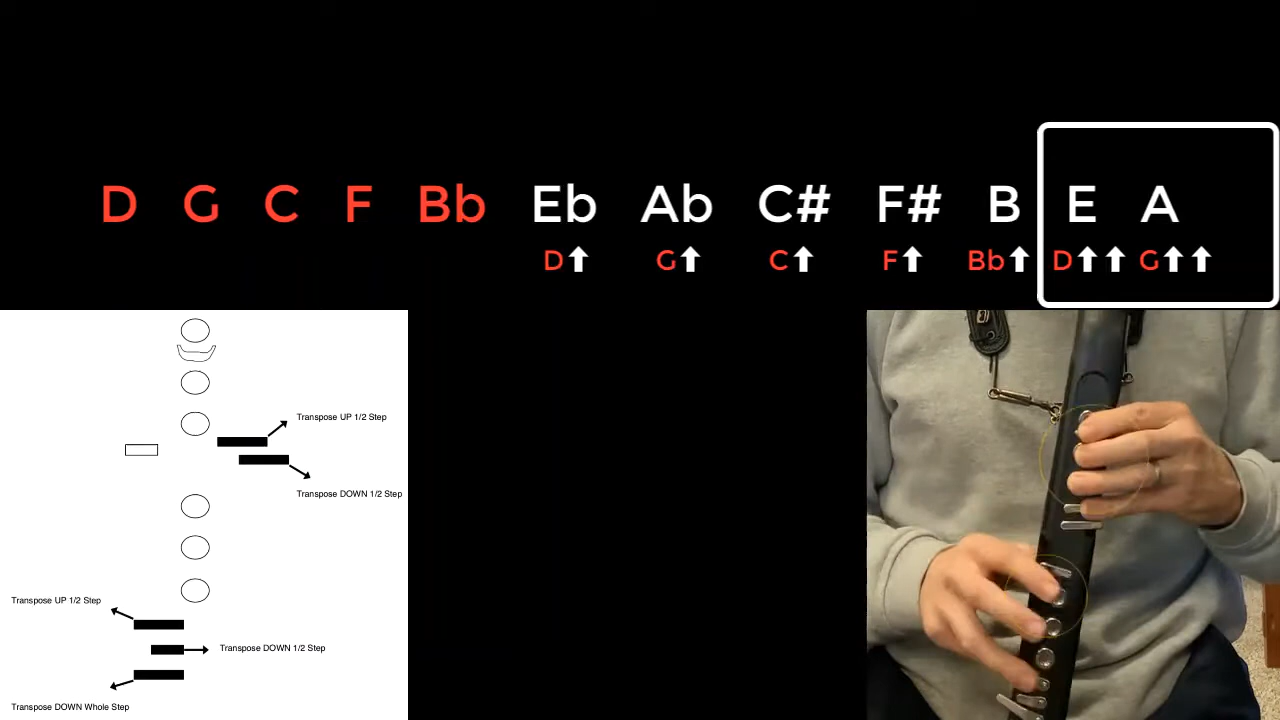 D G C F Bb Eb Ab C# F# B E A
D⬆ G⬆ C⬆ F⬆ Bb⬆ D⬆⬆ G⬆⬆
Transpose UP 1/2 Step
Transpose DOWN 1/2 Step
Transpose UP 1/2 Step
Transpose DOWN 1/2 Step
Transpose DOWN Whole Step